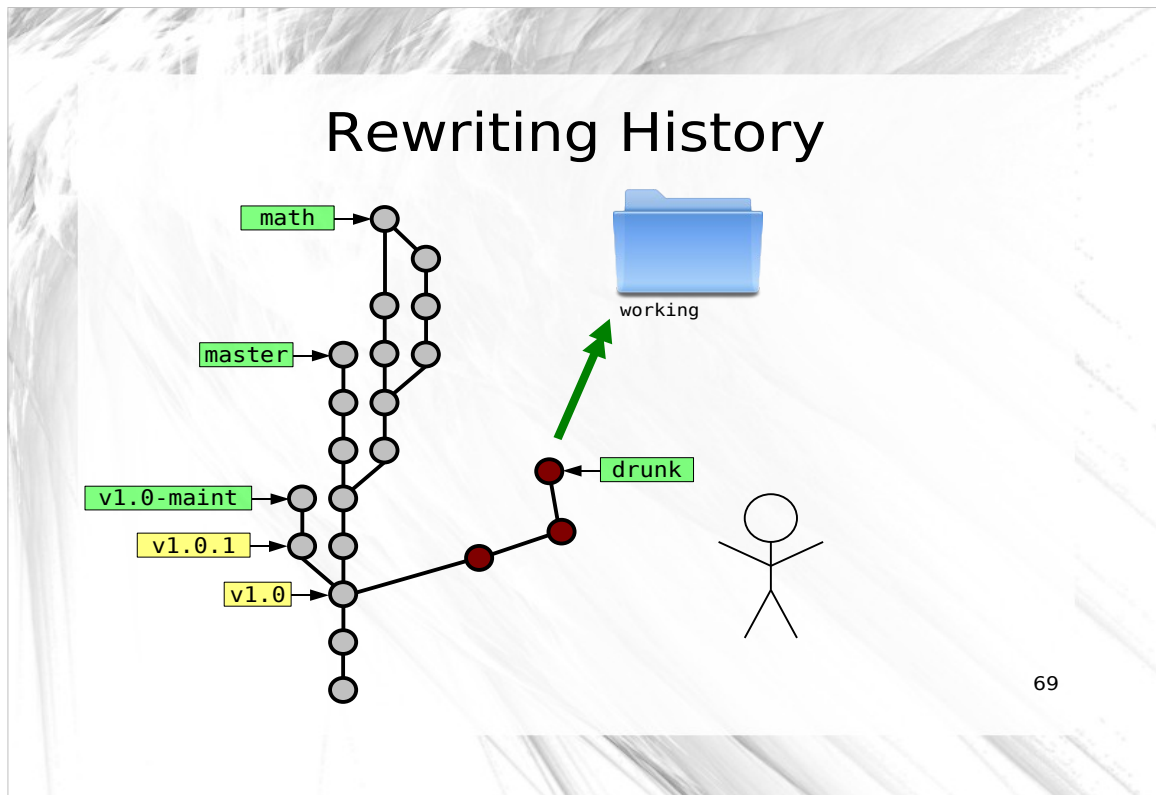 Rewriting History
math
working
master
drunk
v1.0-maint
v1.0.1
v1.0
69